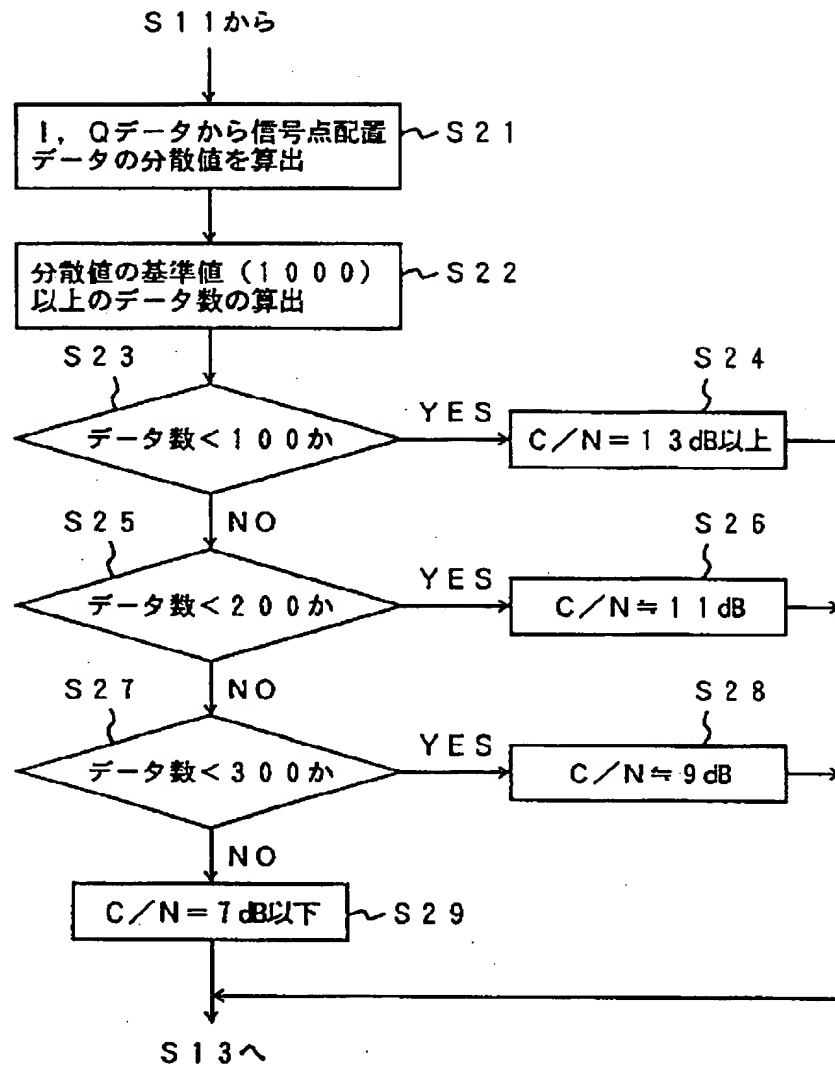 S11から
I,Qデータから信号点配置
データの分散値を算出
S21
分散値の基準値(1000)
以上のデータ数の算出
S22
S23
データ数<100か
YES
S24
C/N=13dB以上
NO
S25
データ数<200か
YES
S26
C/N≒11dB
NO
S27
データ数<300か
YES
S28
C/N≒9dB
NO
C/N=7dB以下
S29
S13へ